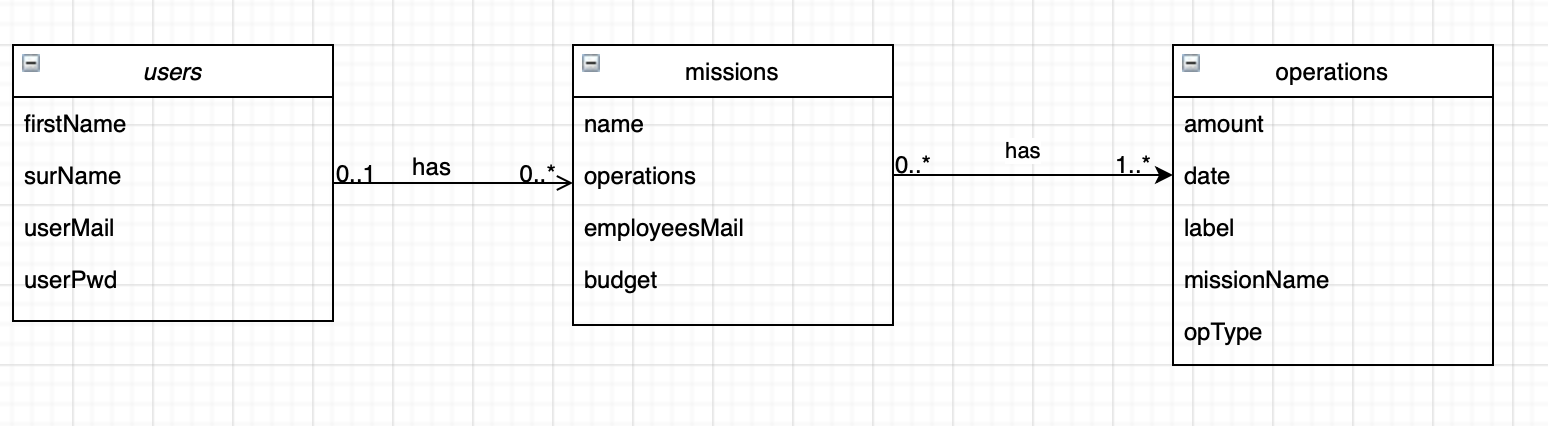 users
firstName
surName
userMail
userPwd
0..1
has
0..*
missions
name
operations
employeesMail
budget
0..*
has
1..*
operations
amount
date
label
missionName
opType